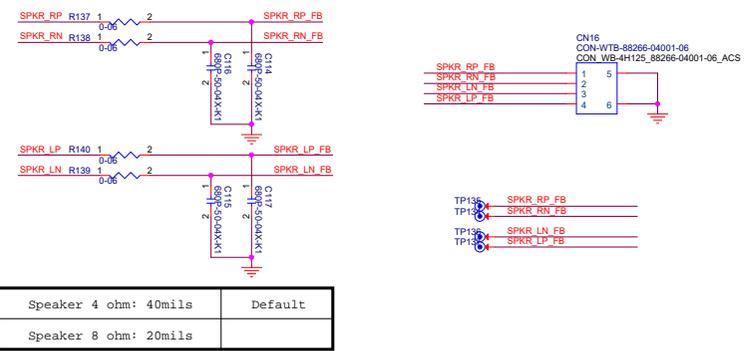 SPKR_RP R137 1 2 SPKR_RP_FB
0-06
SPKR_RN R138 1 2 SPKR_RN_FB
0-06
1 2 C116 680P-50-04X-K1
1 2 C114 680P-50-04X-K1
SPKR_LP R140 1 2 SPKR_LP_FB
0-06
SPKR_LN R139 1 2 SPKR_LN_FB
0-06
1 2 C115 680P-50-04X-K1
1 2 C117 680P-50-04X-K1
Speaker 4 ohm: 40mils Default
Speaker 8 ohm: 20mils
CN16
CON-WTB-88266-04001-06
CON_WB-4H125_88266-04001-06_ACS
SPKR_RP_FB 1 5
SPKR_RN_FB 2
SPKR_LN_FB 3
SPKR_LP_FB 4 6
SPKR_RP_FB
SPKR_RN_FB
SPKR_LN_FB
SPKR_LP_FB